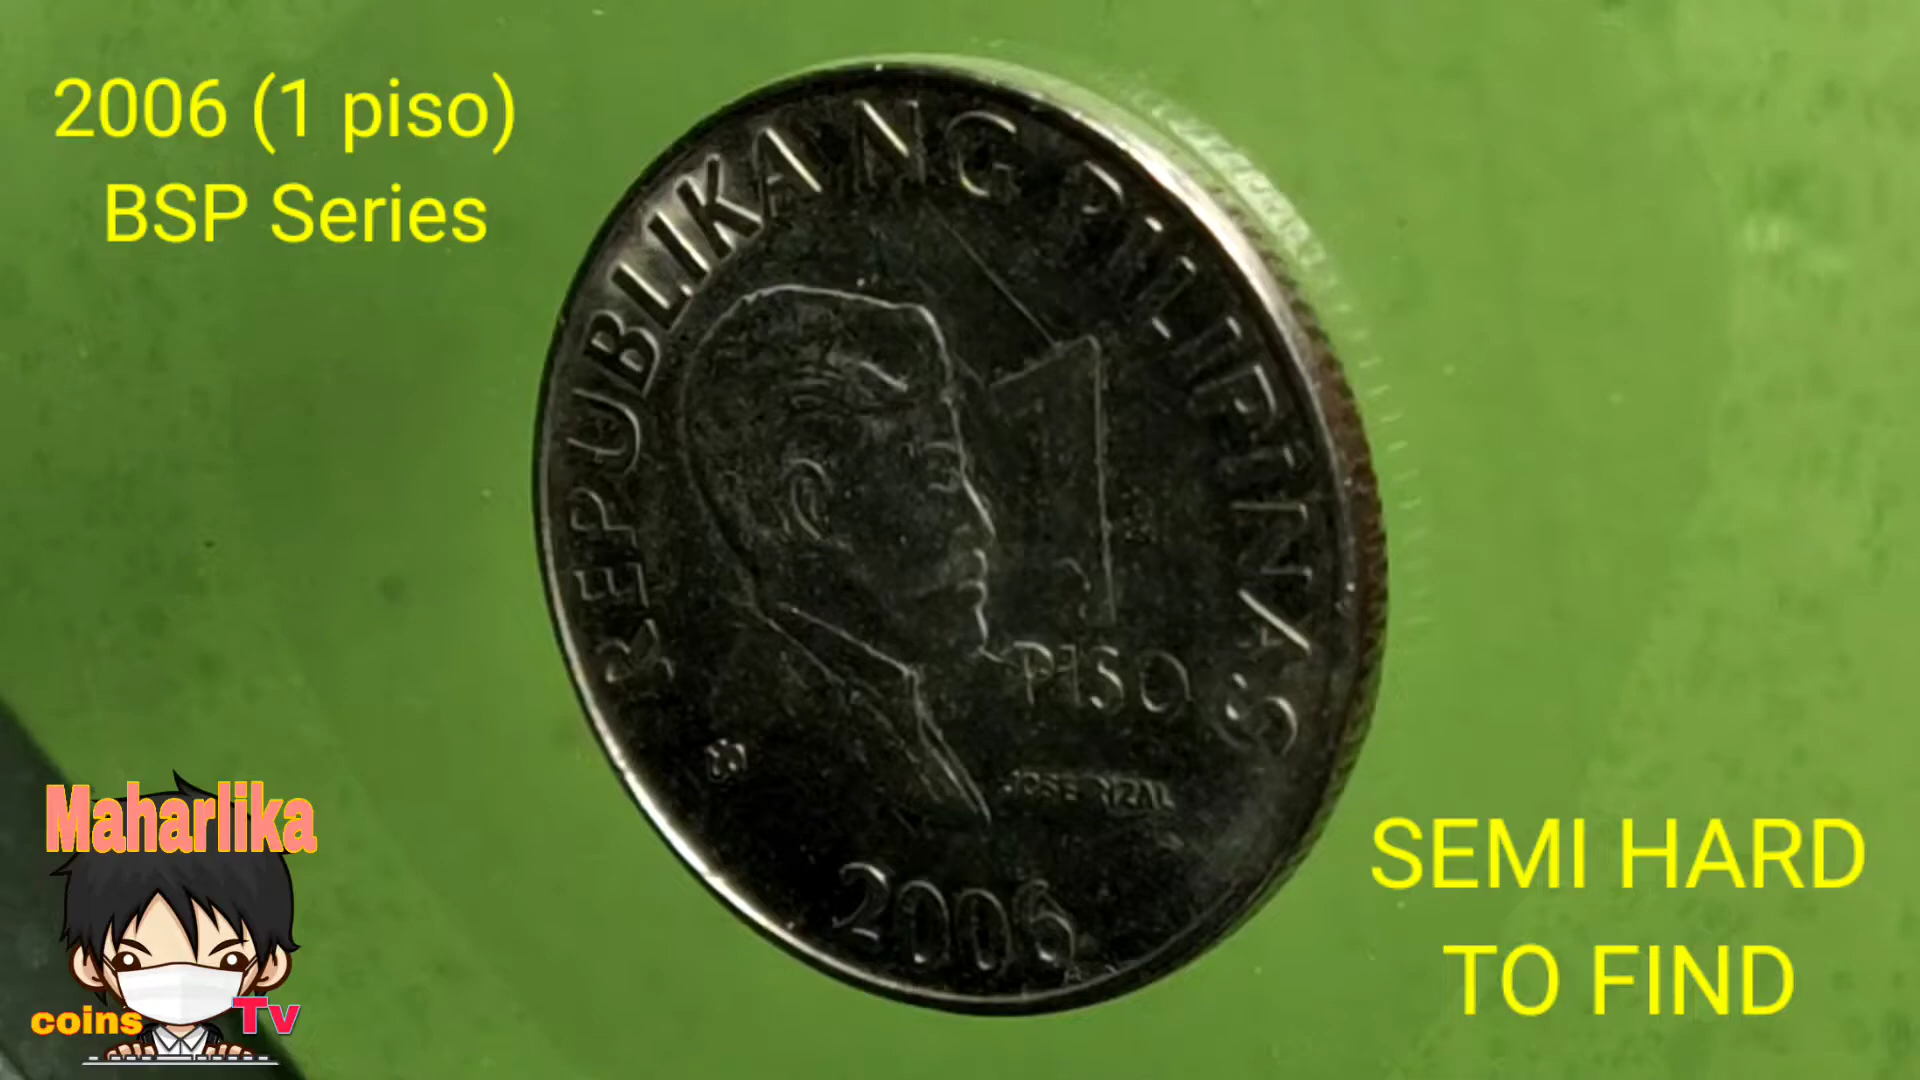 2006 (1 piso)
BSP Series
REPUBLIKA NG PILIPINAS
1
PISO
JOSE RIZAL
2006
SEMI HARD
TO FIND
Maharlika
coins Tv